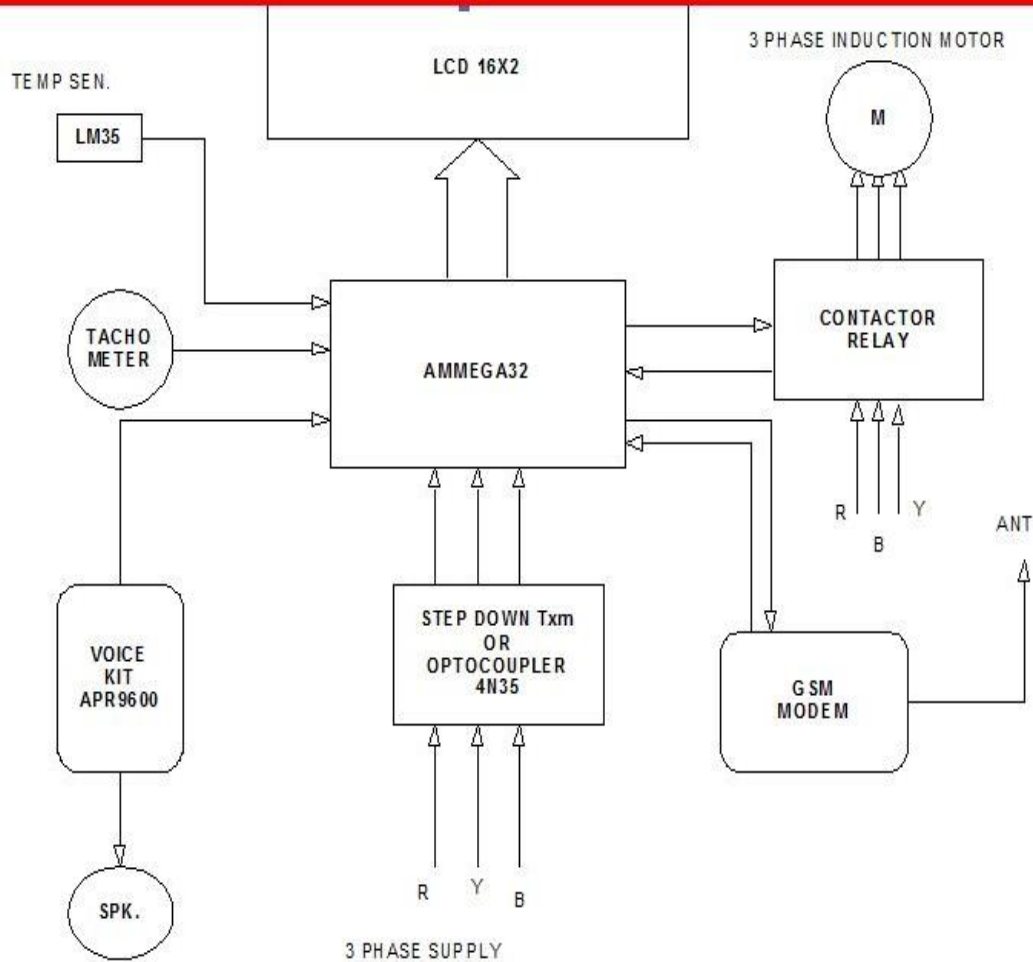 LCD 16X2
3 PHASE INDUCTION MOTOR
TEMP SEN.
LM35
M
TACHO
METER
AMMEGA32
CONTACTOR
RELAY
R
B
Y
ANT
VOICE
KIT
APR9600
STEP DOWN Txm
OR
OPTOCOUPLER
4N35
GSM
MODEM
SPK.
R
Y
B
3 PHASE SUPPLY